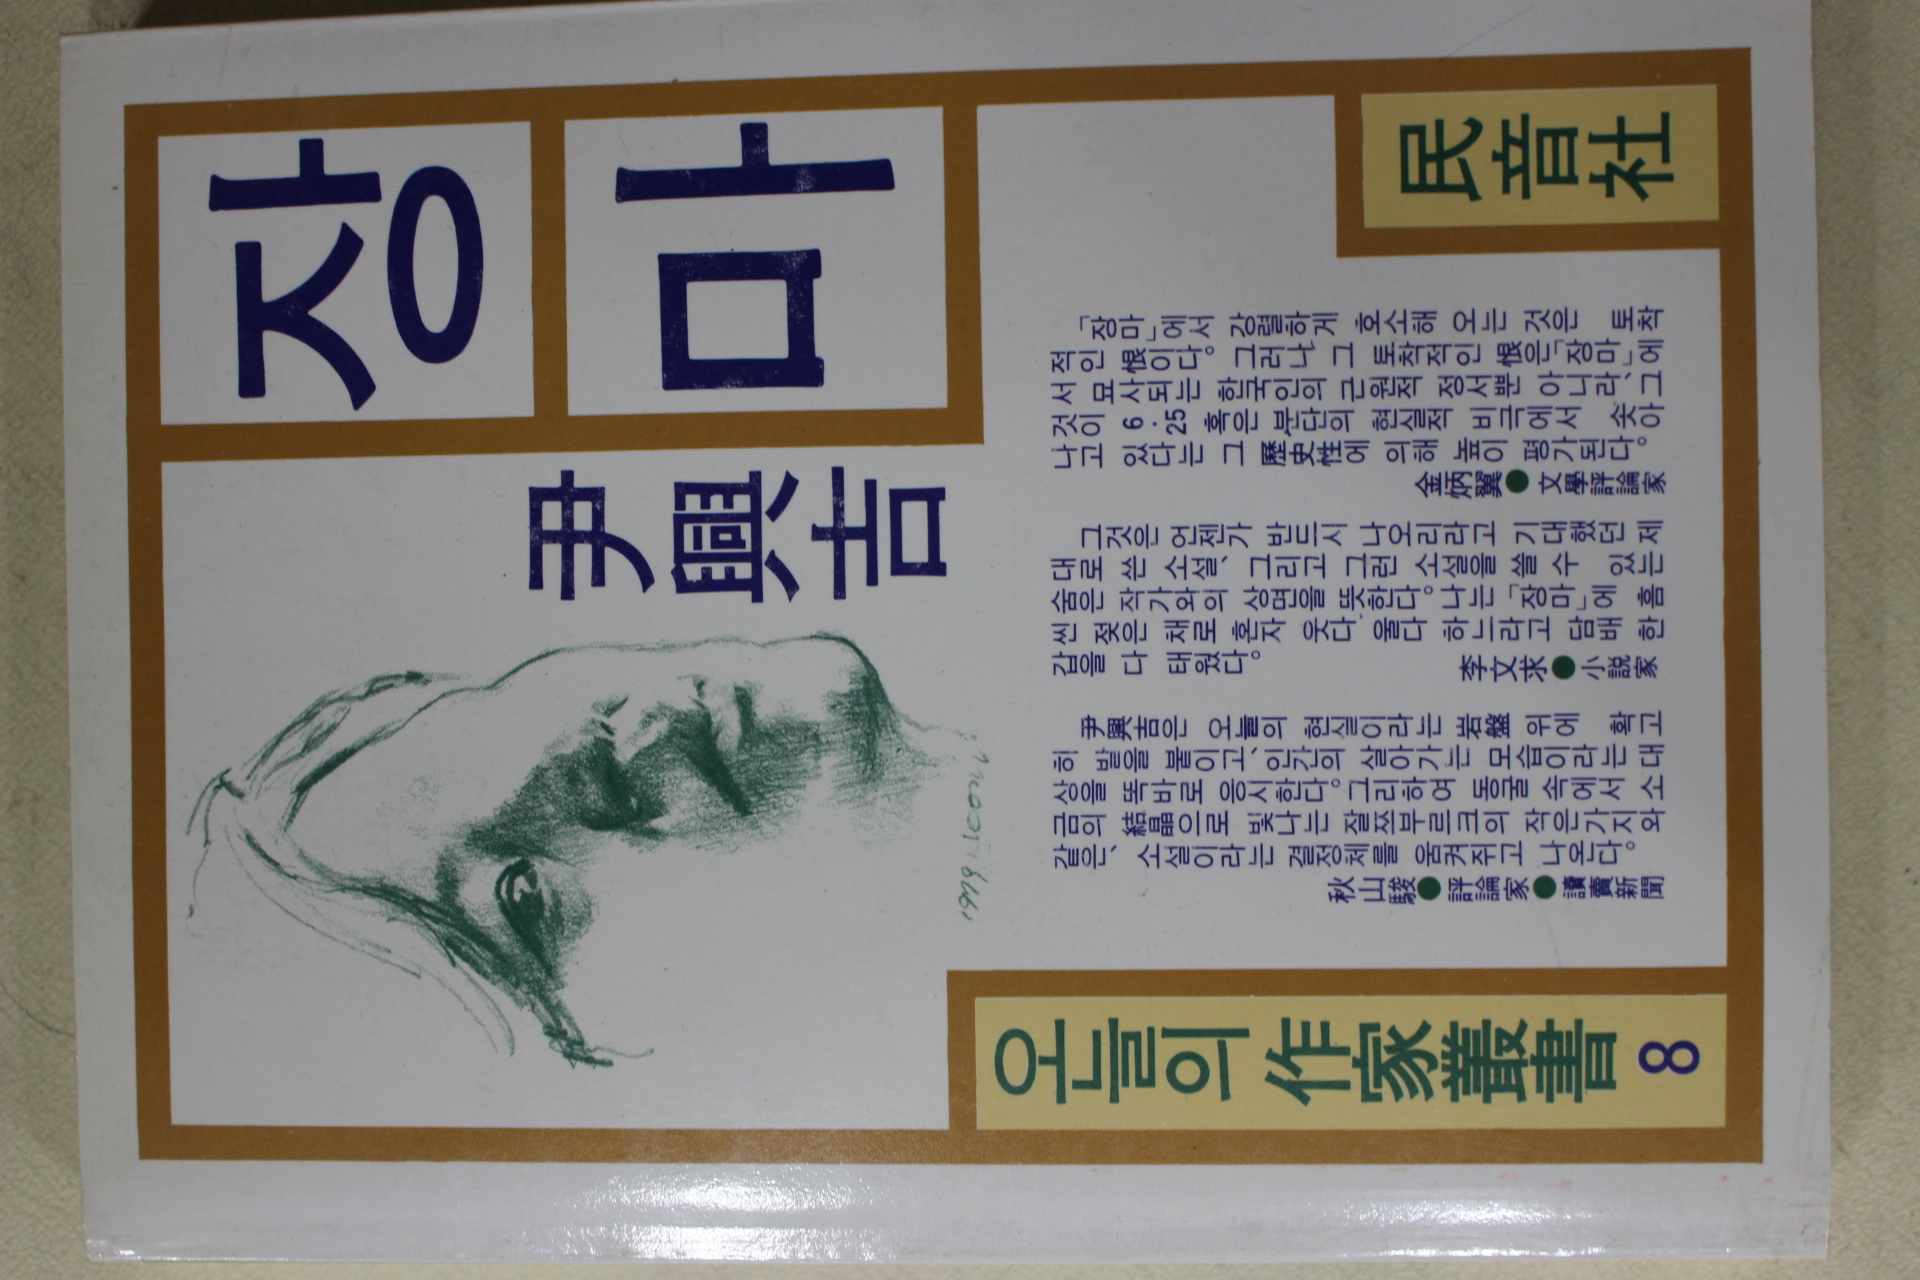 장마
尹興吉
民音社
「장마」에서 강렬하게 호소해 오는 것은 토착
적인 恨이다. 그러나 그 토착적인 恨은「장마」에
서 묘사되는 한국인의 근원적 정서뿐 아니라, 그
것이 6·25 혹은 분단의 현실적 비극에서 솟아
나고 있다는 그 歷史性에 의해 높이 평가된다.
金炳翼●文學評論家
그것은 언젠가 반드시 나오리라고 기대했던 제
대로 쓴 소설, 그리고 그런 소설을 쓸 수 있는
숨은 작가와의 상면을 뜻한다. 나는「장마」에 흠
씬 젖은 채로 혼자 웃다 울다 하느라고 담배 한
갑을 다 태웠다.
李文求●小説家
尹興吉은 오늘의 현실이라는 岩盤 위에 확고
히 발을 붙이고, 인간의 살아가는 모습이라는 대
상을 똑바로 응시한다. 그리하여 동굴 속에서 소
금의 結晶으로 빛나는 잘쯔부르크의 작은 가지와
같은, 소설이라는 결정체를 움켜쥐고 나온다.
秋山駿●評論家●讀賣新聞
오늘의 作家叢書 8
1979